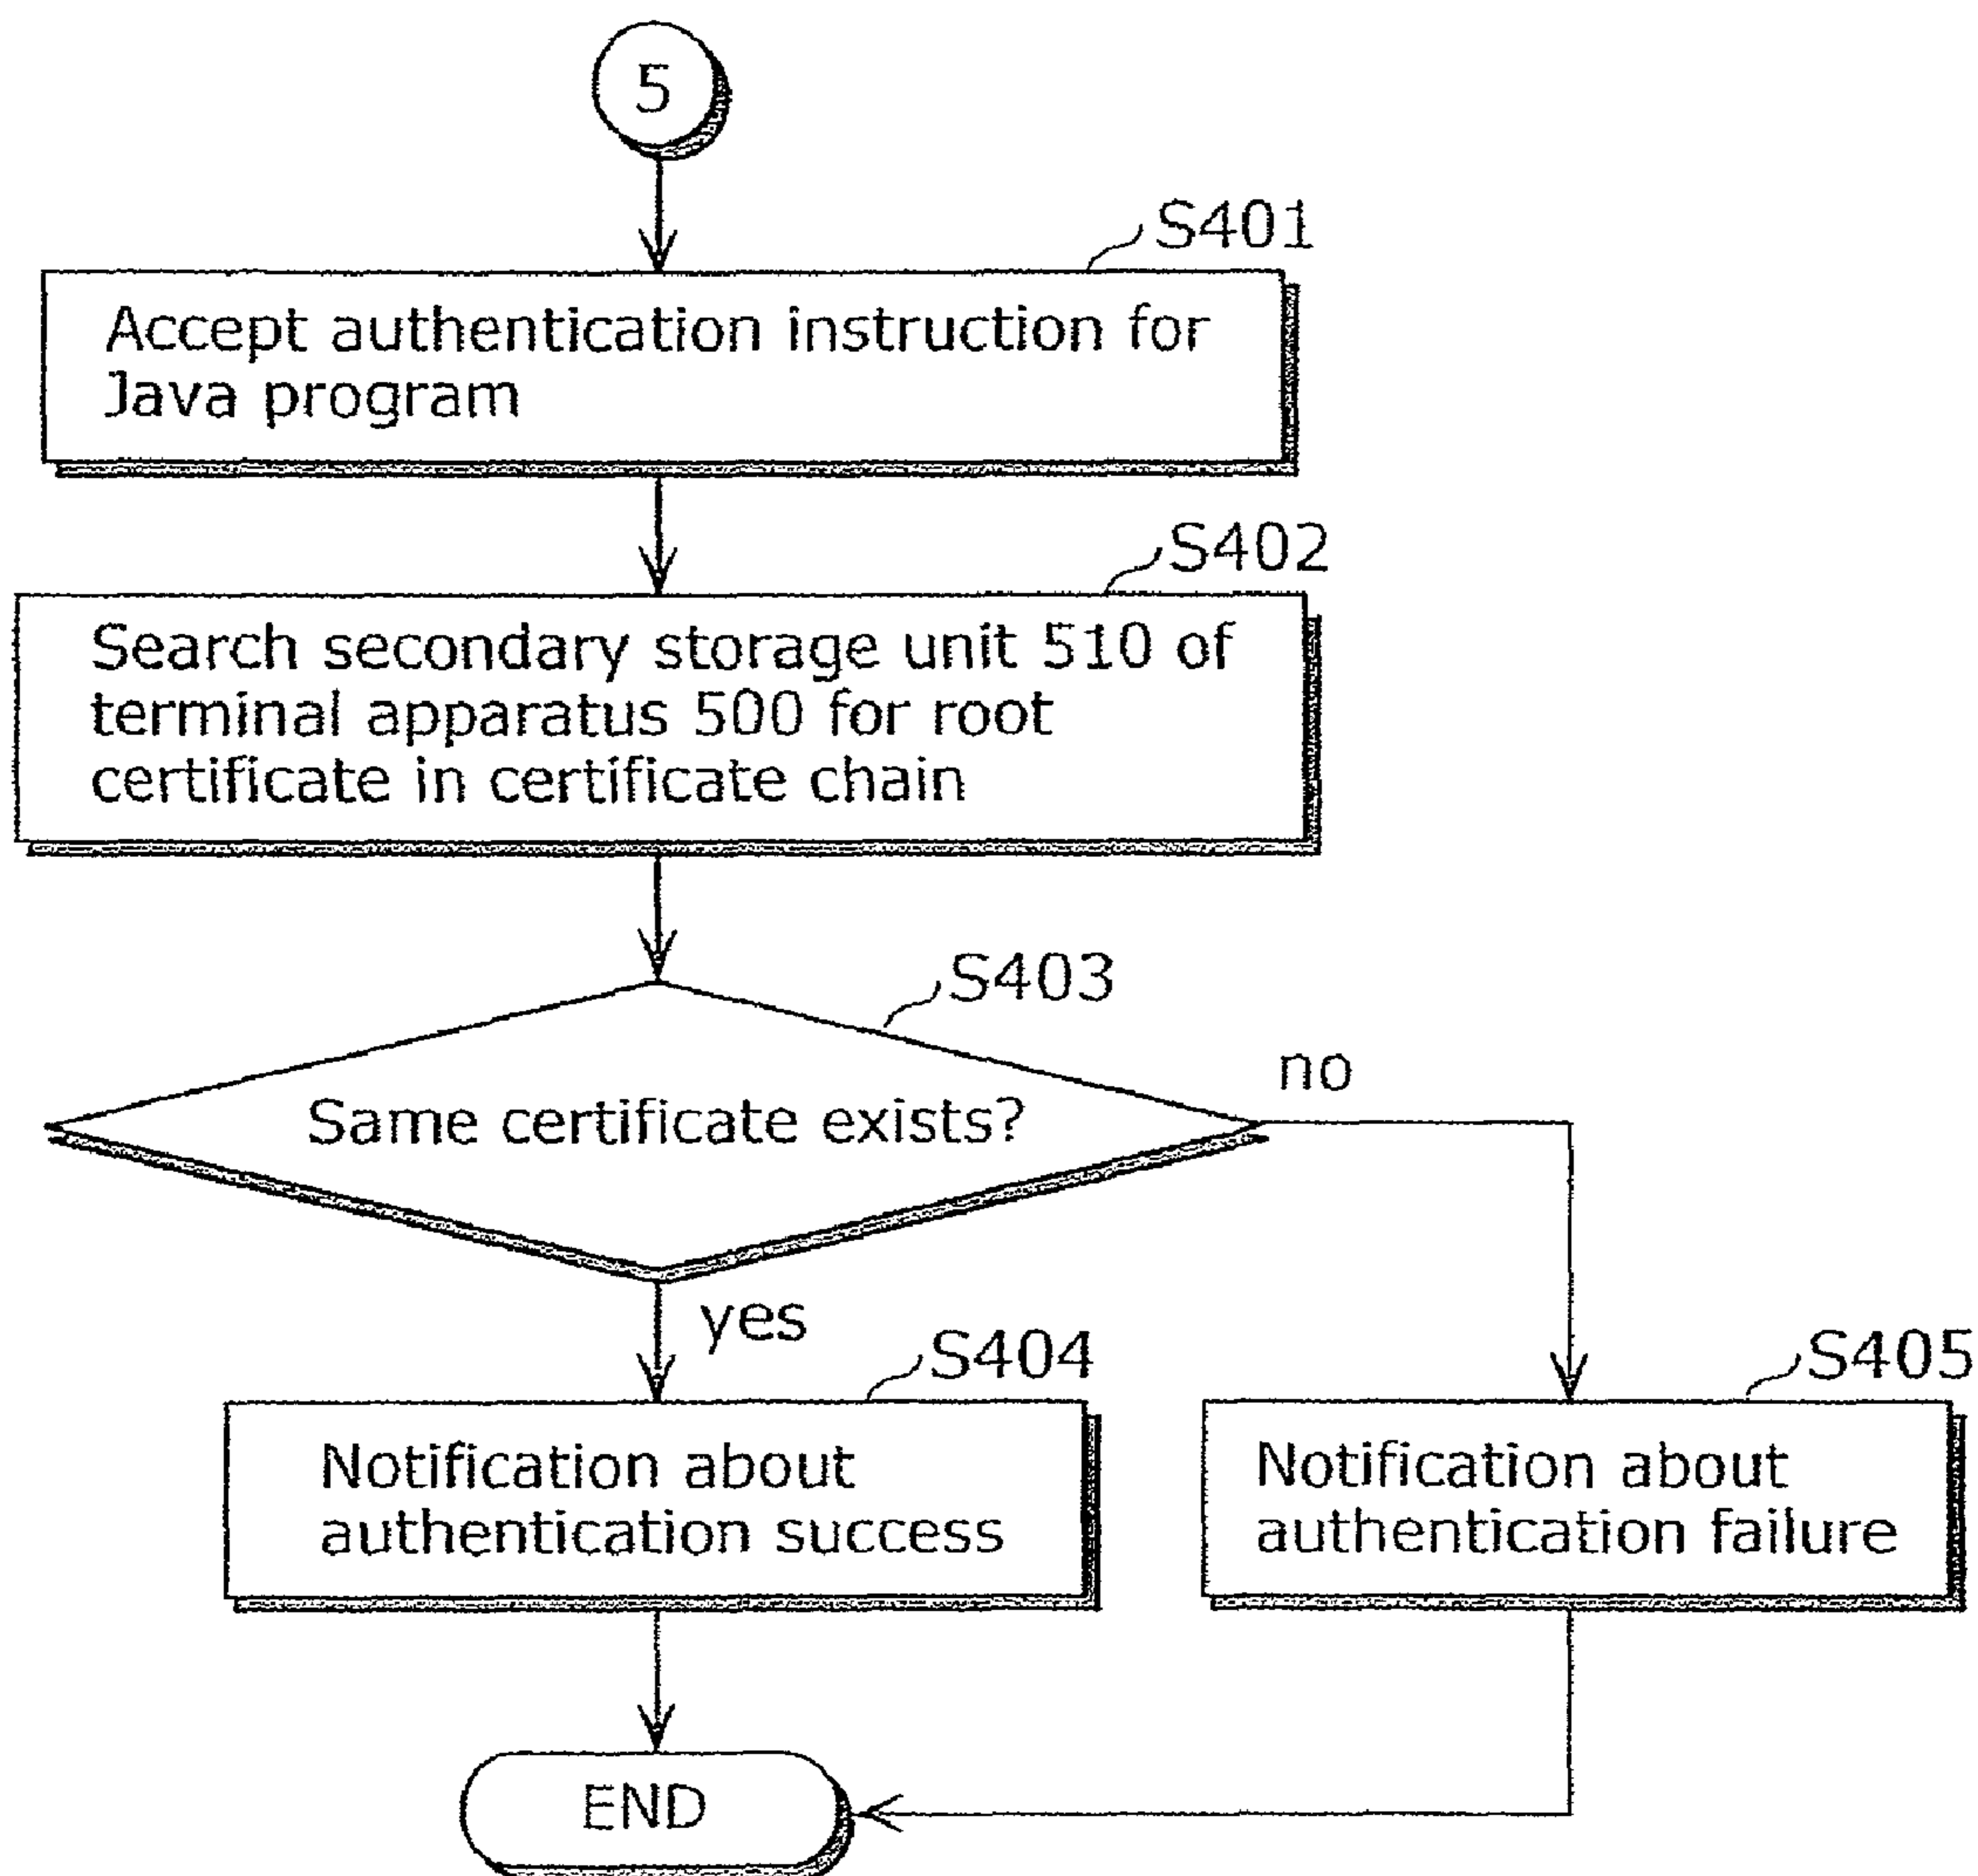 5
S401
Accept authentication instruction for
Java program
S402
Search secondary storage unit 510 of
terminal apparatus 500 for root
certificate in certificate chain
S403
no
Same certificate exists?
yes
S404
S405
Notification about
authentication success
Notification about
authentication failure
END